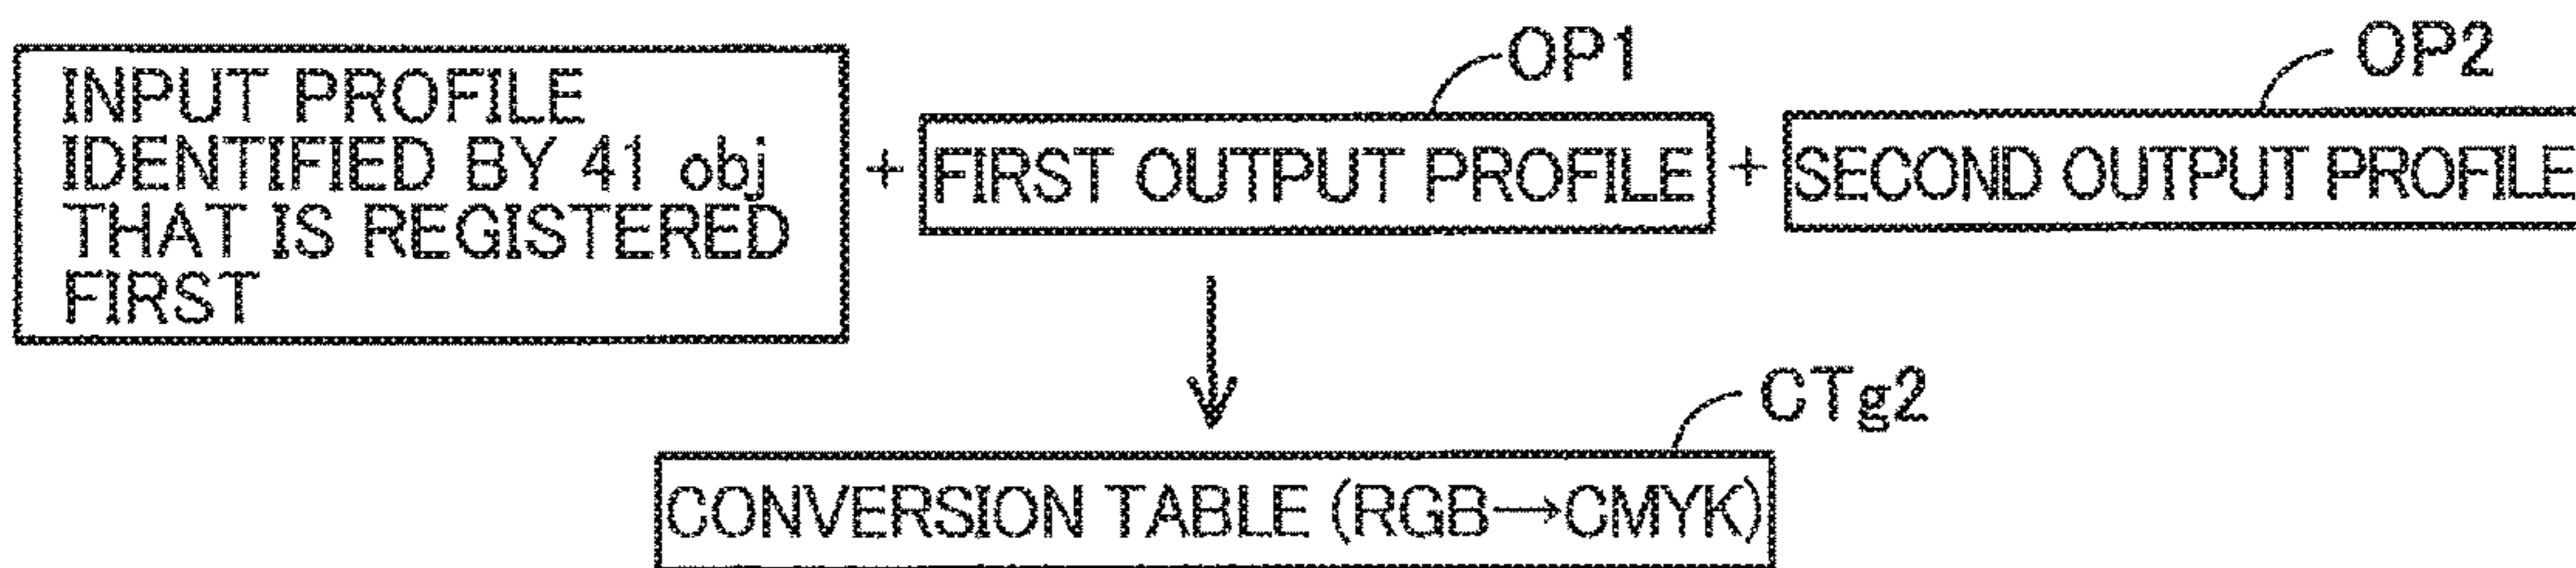 OP1
OP2
INPUT PROFILE
IDENTIFIED BY 41 obj
THAT IS REGISTERED
FIRST
+
FIRST OUTPUT PROFILE
+
SECOND OUTPUT PROFILE
CTg2
CONVERSION TABLE (RGB→CMYK)